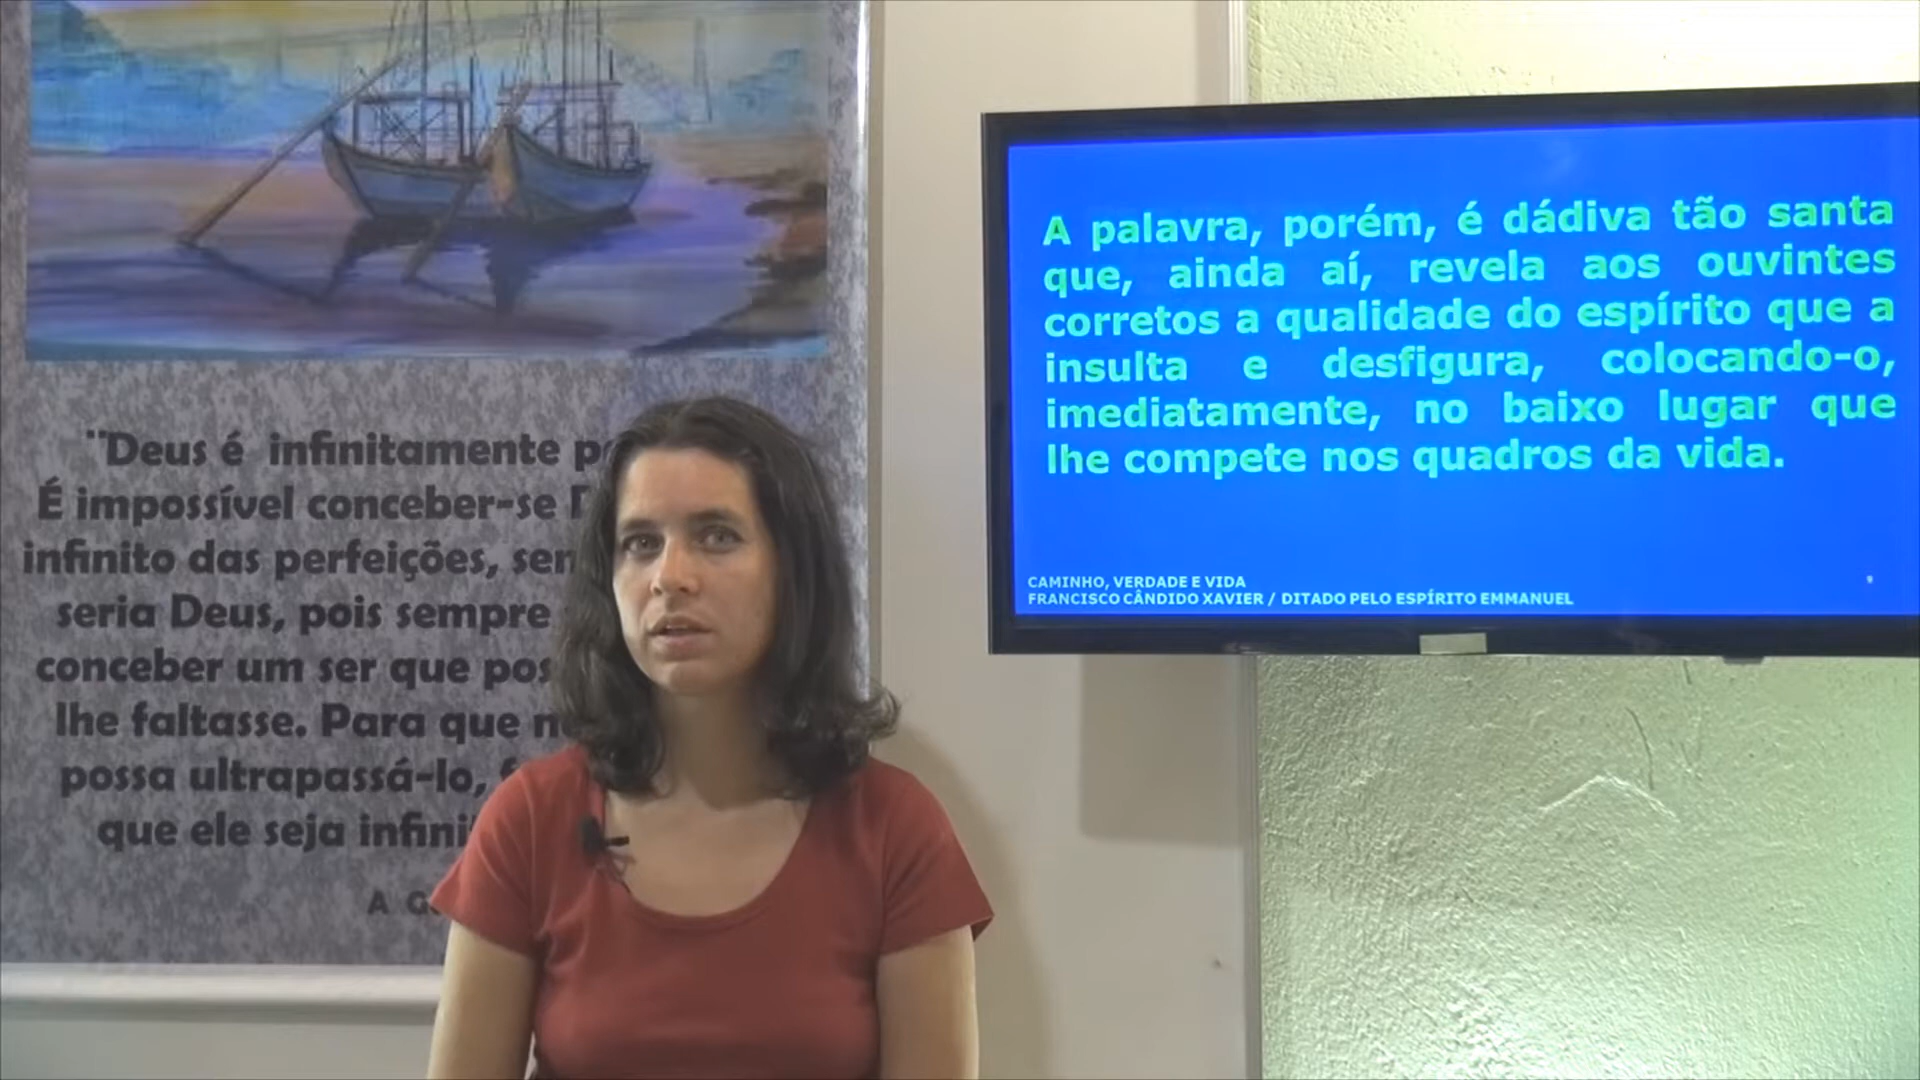 ¨Deus é infinitamente
É impossível conceber-se
infinito das perfeições,
seria Deus, pois sempre
conceber um ser que
lhe faltasse. Para que
possa ultrapassá-lo,
que ele seja
A
A palavra, porém, é dádiva tão santa
que, ainda aí, revela aos ouvintes
corretos a qualidade do espírito que a
insulta e desfigura, colocando-o,
imediatamente, no baixo lugar que
lhe compete nos quadros da vida.
CAMINHO, VERDADE E VIDA
FRANCISCO CÂNDIDO XAVIER / DITADO PELO ESPÍRITO EMMANUEL
9